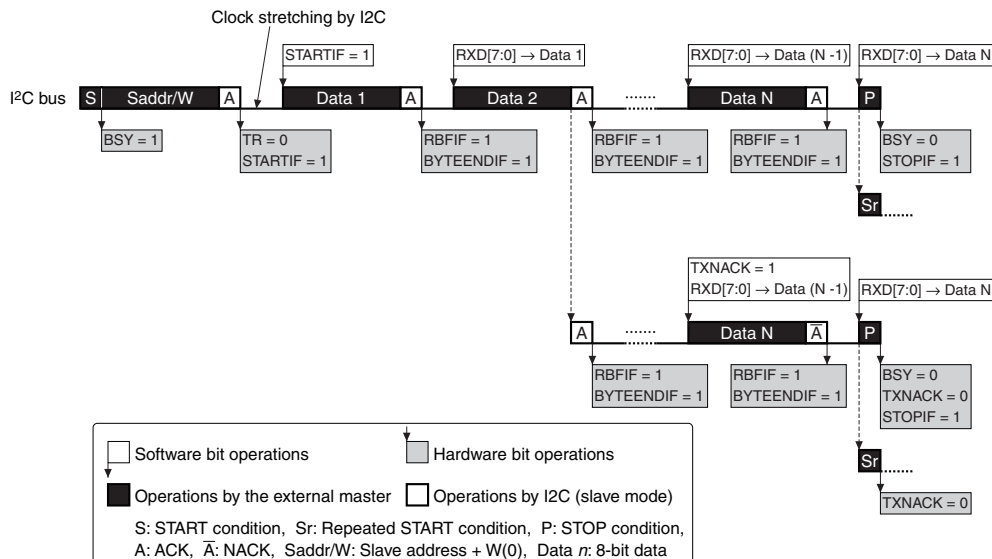 Clock stretching by I2C
STARTIF = 1
RXD[7:0] → Data 1
RXD[7:0] → Data (N -1)
RXD[7:0] → Data N
I²C bus
S Saddr/W A Data 1 A Data 2 A Data N A P
BSY = 1
TR = 0
STARTIF = 1
RBFIF = 1
BYTEENDIF = 1
RBFIF = 1
BYTEENDIF = 1
RBFIF = 1
BYTEENDIF = 1
BSY = 0
STOPIF = 1
Sr
TXNACK = 1
RXD[7:0] → Data (N -1)
RXD[7:0] → Data N
A Data N A̅ P
RBFIF = 1
BYTEENDIF = 1
RBFIF = 1
BYTEENDIF = 1
BSY = 0
TXNACK = 0
STOPIF = 1
Sr
TXNACK = 0
Software bit operations
Hardware bit operations
Operations by the external master
Operations by I2C (slave mode)
S: START condition, Sr: Repeated START condition, P: STOP condition,
A: ACK, A̅: NACK, Saddr/W: Slave address + W(0), Data n: 8-bit data